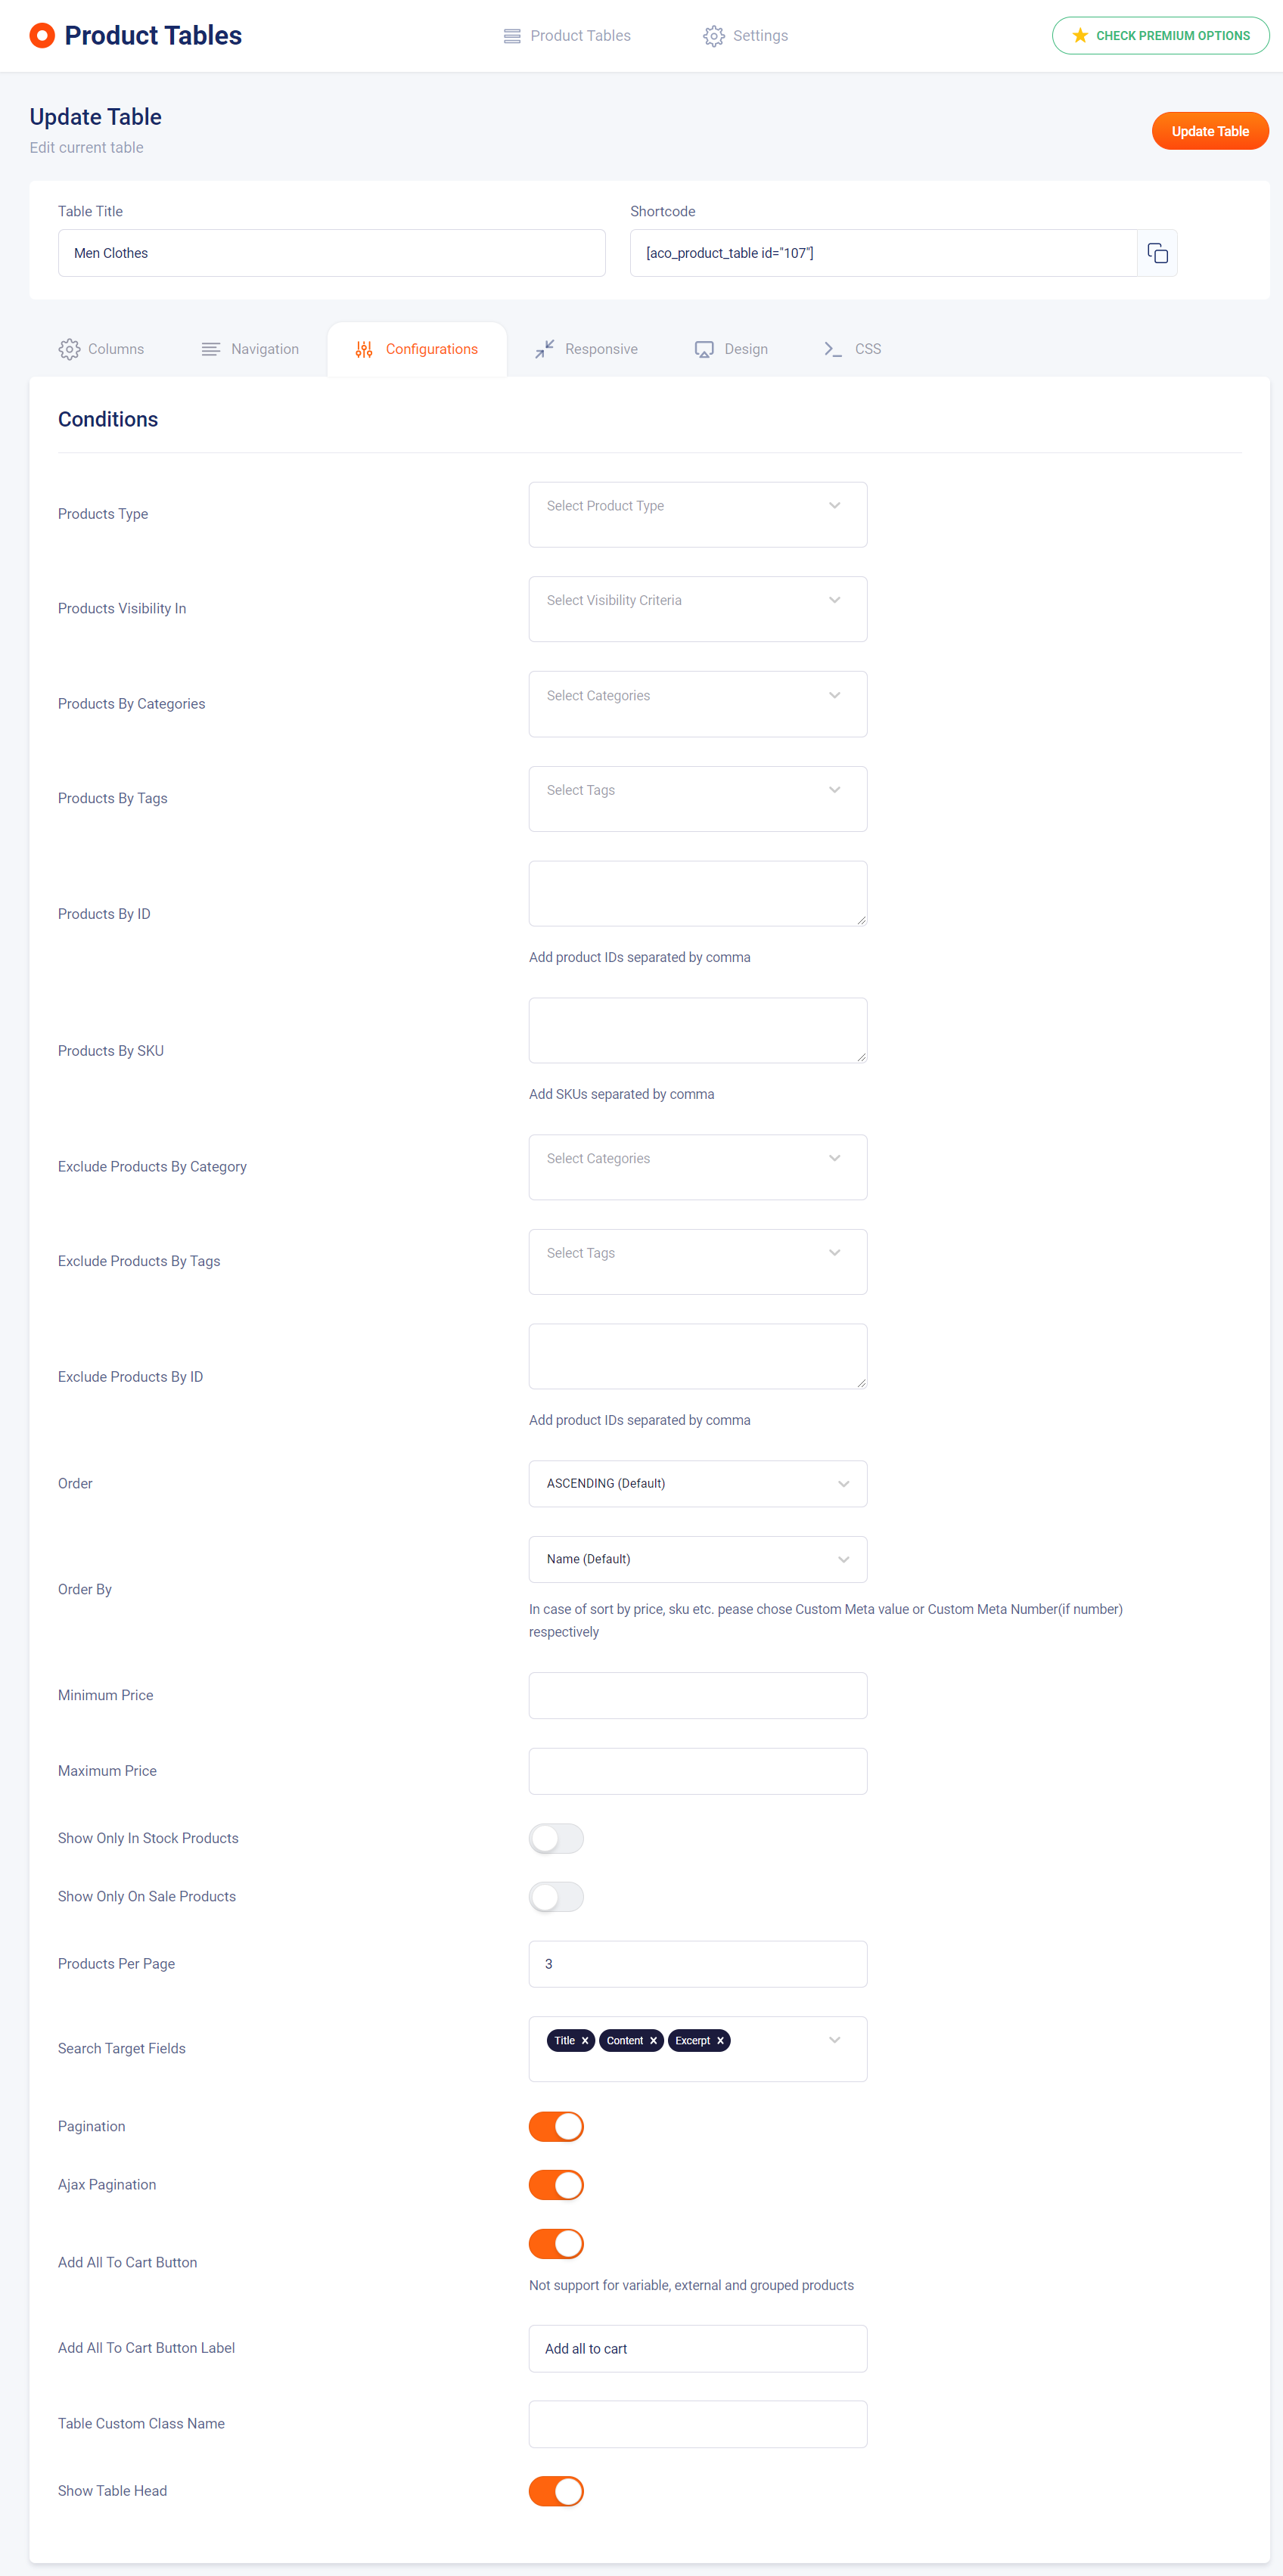 Product Tables
Product Tables
Settings
CHECK PREMIUM OPTIONS
Update Table
Edit current table
Update Table
Table Title
Shortcode
Men Clothes
[aco_product_table id="107"]
Columns
Navigation
Configurations
Responsive
Design
CSS
Conditions
Products Type
Select Product Type
Products Visibility In
Select Visibility Criteria
Products By Categories
Select Categories
Products By Tags
Select Tags
Products By ID
Add product IDs separated by comma
Products By SKU
Add SKUs separated by comma
Exclude Products By Category
Select Categories
Exclude Products By Tags
Select Tags
Exclude Products By ID
Add product IDs separated by comma
Order
ASCENDING (Default)
Order By
Name (Default)
In case of sort by price, sku etc. pease chose Custom Meta value or Custom Meta Number(if number)
respectively
Minimum Price
Maximum Price
Show Only In Stock Products
Show Only On Sale Products
Products Per Page
3
Search Target Fields
Title × Content × Excerpt ×
Pagination
Ajax Pagination
Add All To Cart Button
Not support for variable, external and grouped products
Add All To Cart Button Label
Add all to cart
Table Custom Class Name
Show Table Head